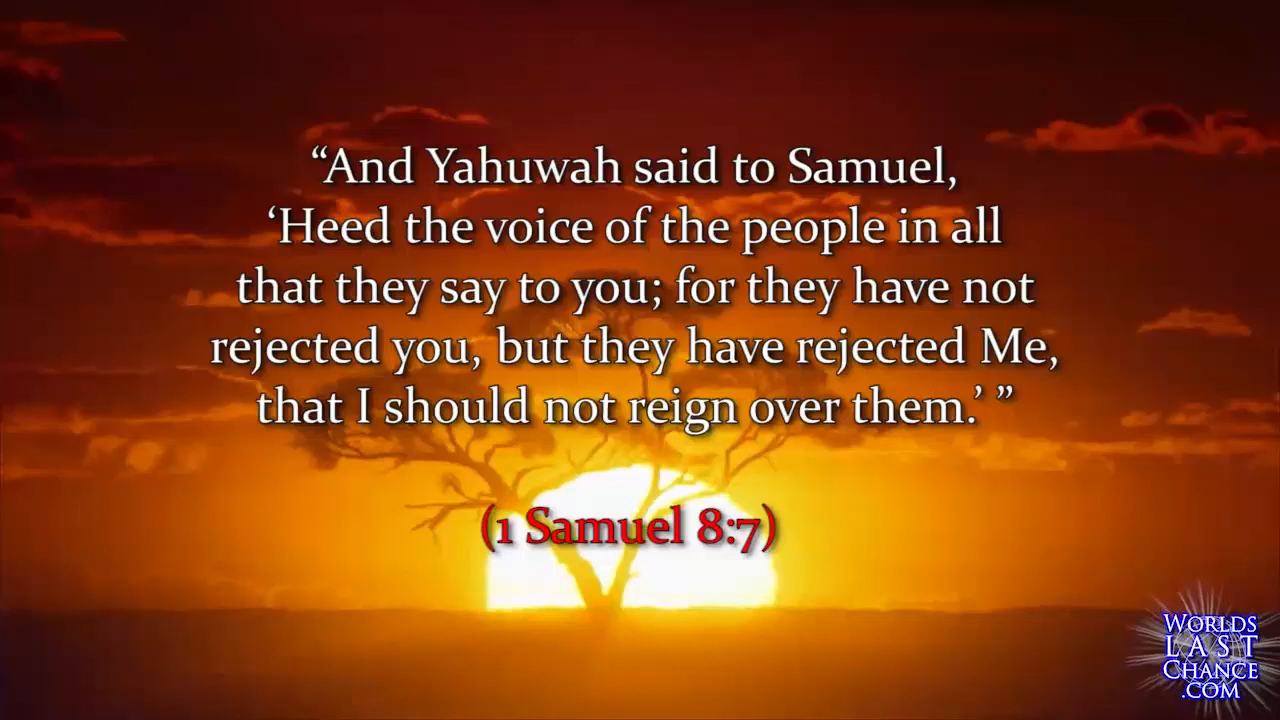 “And Yahuwah said to Samuel,
‘Heed the voice of the people in all
that they say to you; for they have not
rejected you, but they have rejected Me,
that I should not reign over them.’ ”
(1 Samuel 8:7)
WORLDS
LAST
CHANCE
.COM